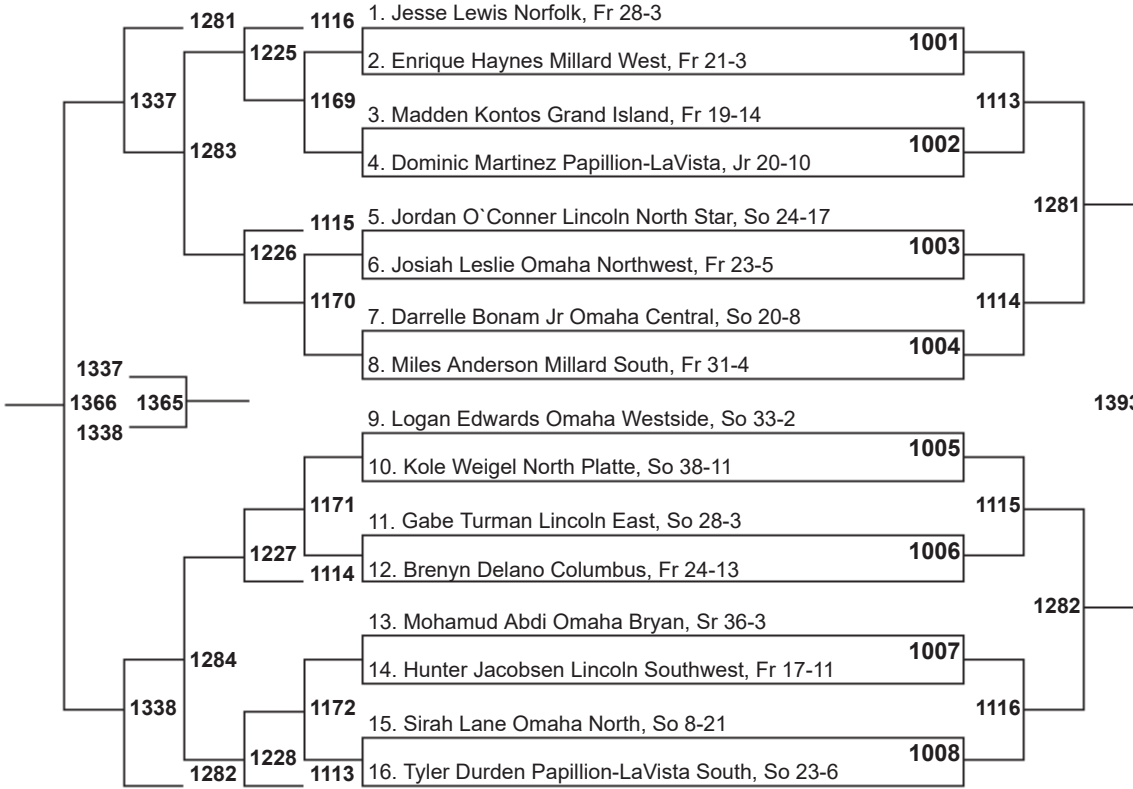 1281
1116
1. Jesse Lewis Norfolk, Fr 28-3
1001
1225
2. Enrique Haynes Millard West, Fr 21-3
1337
1169
1113
3. Madden Kontos Grand Island, Fr 19-14
1283
1002
4. Dominic Martinez Papillion-LaVista, Jr 20-10
1281
1115
5. Jordan O`Conner Lincoln North Star, So 24-17
1003
1226
6. Josiah Leslie Omaha Northwest, Fr 23-5
1170
1114
7. Darrelle Bonam Jr Omaha Central, So 20-8
1004
1337
8. Miles Anderson Millard South, Fr 31-4
1366
1365
1393
1338
9. Logan Edwards Omaha Westside, So 33-2
1005
10. Kole Weigel North Platte, So 38-11
1171
1115
11. Gabe Turman Lincoln East, So 28-3
1227
1006
1114
12. Brenyn Delano Columbus, Fr 24-13
1282
13. Mohamud Abdi Omaha Bryan, Sr 36-3
1284
1007
14. Hunter Jacobsen Lincoln Southwest, Fr 17-11
1338
1172
1116
15. Sirah Lane Omaha North, So 8-21
1228
1008
1282
1113
16. Tyler Durden Papillion-LaVista South, So 23-6